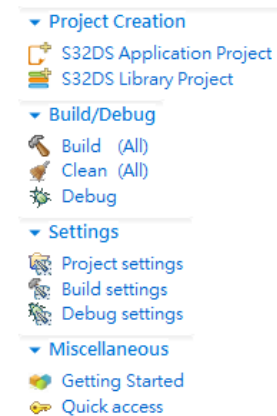 Project Creation
S32DS Application Project
S32DS Library Project
Build/Debug
Build (All)
Clean (All)
Debug
Settings
Project settings
Build settings
Debug settings
Miscellaneous
Getting Started
Quick access